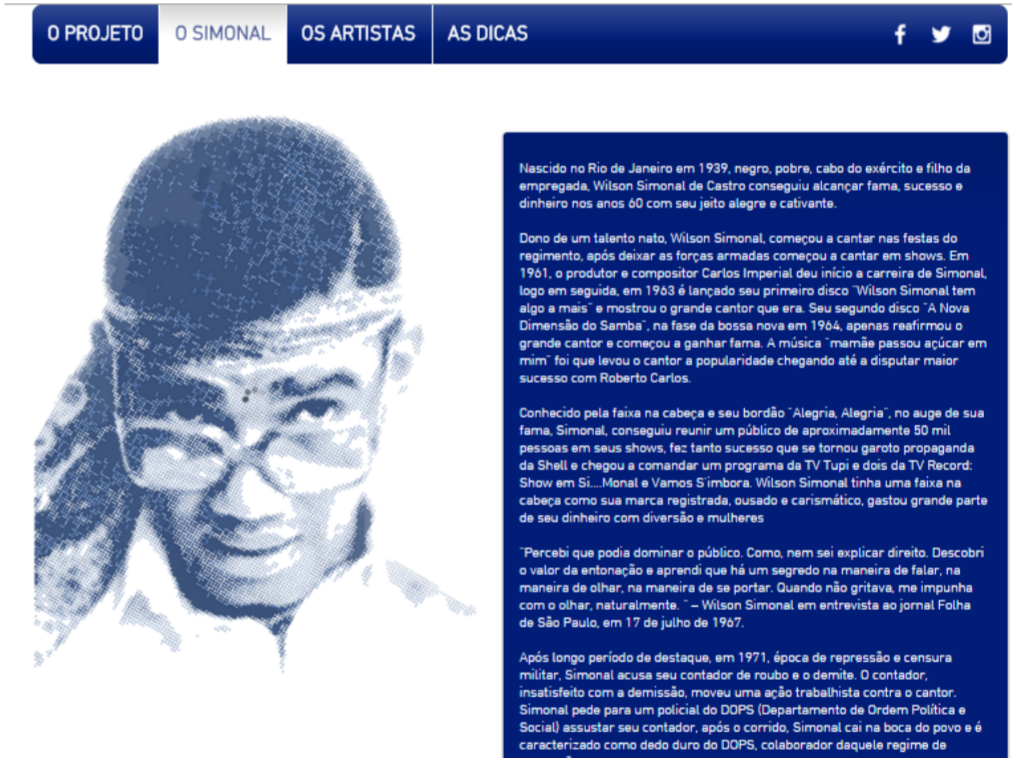 O PROJETO
O SIMONAL
OS ARTISTAS
AS DICAS
Nascido no Rio de Janeiro em 1939, negro, pobre, cabo do exército e filho da
empregada, Wilson Simonal de Castro conseguiu alcançar fama, sucesso e
dinheiro nos anos 60 com seu jeito alegre e cativante.
Dono de um talento nato, Wilson Simonal, começou a cantar nas festas do
regimento, após deixar as forças armadas começou a cantar em shows. Em
1961, o produtor e compositor Carlos Imperial deu início a carreira de Simonal,
logo em seguida, em 1963 é lançado seu primeiro disco "Wilson Simonal tem
algo a mais" e mostrou o grande cantor que era. Seu segundo disco "A Nova
Dimensão do Samba", na fase da bossa nova em 1964, apenas reafirmou o
grande cantor e começou a ganhar fama. A música "mamãe passou açúcar em
mim" foi que levou o cantor a popularidade chegando até a disputar maior
sucesso com Roberto Carlos.
Conhecido pela faixa na cabeça e seu bordão "Alegria, Alegria", no auge de sua
fama, Simonal, conseguiu reunir um público de aproximadamente 50 mil
pessoas em seus shows, fez tanto sucesso que se tornou garoto propaganda
da Shell e chegou a comandar um programa da TV Tupi e dois da TV Record:
Show em Si....Monal e Vamos S'imbora. Wilson Simonal tinha uma faixa na
cabeça como sua marca registrada, ousado e carismático, gastou grande parte
de seu dinheiro com diversão e mulheres
"Percebi que podia dominar o público. Como, nem sei explicar direito. Descobri
o valor da entonação e aprendi que há um segredo na maneira de falar, na
maneira de olhar, na maneira de se portar. Quando não gritava, me impunha
com o olhar, naturalmente. " – Wilson Simonal em entrevista ao jornal Folha
de São Paulo, em 17 de julho de 1967.
Após longo período de destaque, em 1971, época de repressão e censura
militar, Simonal acusa seu contador de roubo e o demite. O contador,
insatisfeito com a demissão, moveu uma ação trabalhista contra o cantor.
Simonal pede para um policial do DOPS (Departamento de Ordem Política e
Social) assustar seu contador, após o corrido, Simonal cai na boca do povo e é
caracterizado como dedo duro do DOPS, colaborador daquele regime de